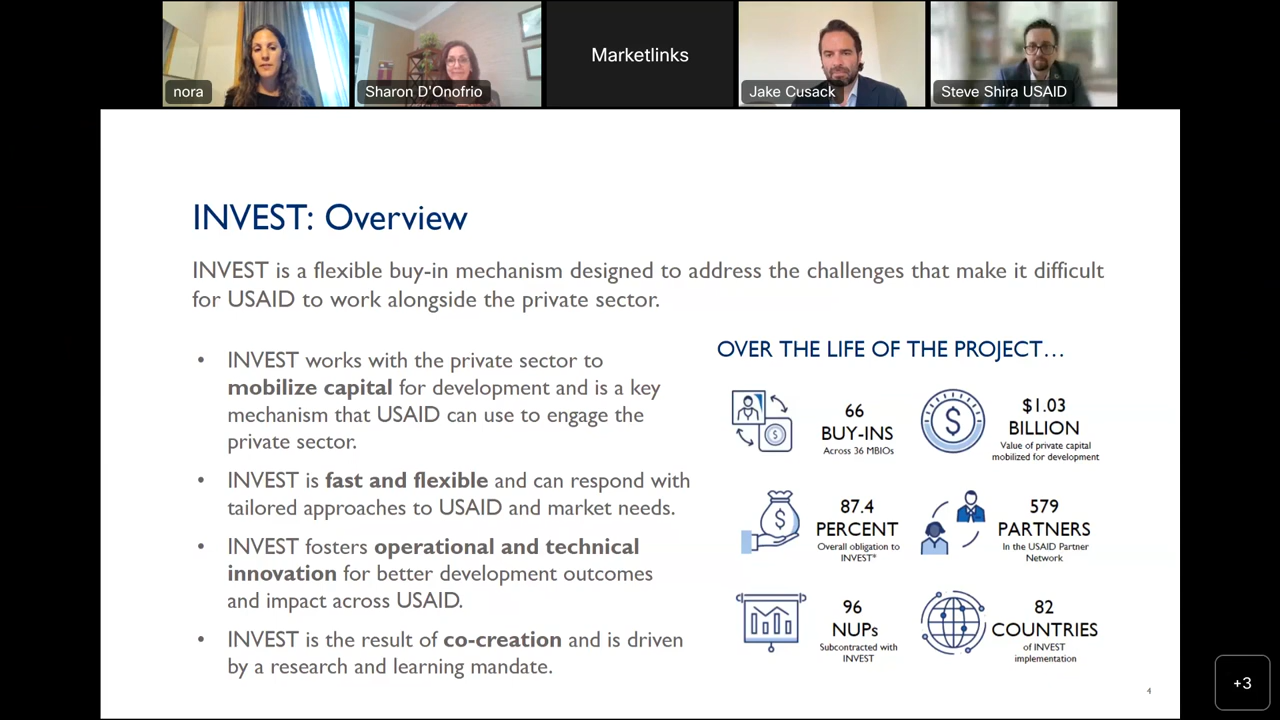 nora
Sharon D'Onofrio
Marketlinks
Jake Cusack
Steve Shira USAID
INVEST: Overview
INVEST is a flexible buy-in mechanism designed to address the challenges that make it difficult
for USAID to work alongside the private sector.
• INVEST works with the private sector to
mobilize capital for development and is a key
mechanism that USAID can use to engage the
private sector.
• INVEST is fast and flexible and can respond with
tailored approaches to USAID and market needs.
• INVEST fosters operational and technical
innovation for better development outcomes
and impact across USAID.
• INVEST is the result of co-creation and is driven
by a research and learning mandate.
OVER THE LIFE OF THE PROJECT…
66
BUY-INS
Across 36 MBIOs
$1.03
BILLION
Value of private capital
mobilized for development
87.4
PERCENT
Overall obligation to
INVEST*
579
PARTNERS
In the USAID Partner
Network
96
NUPs
Subcontracted with
INVEST
82
COUNTRIES
of INVEST
implementation
4
+3